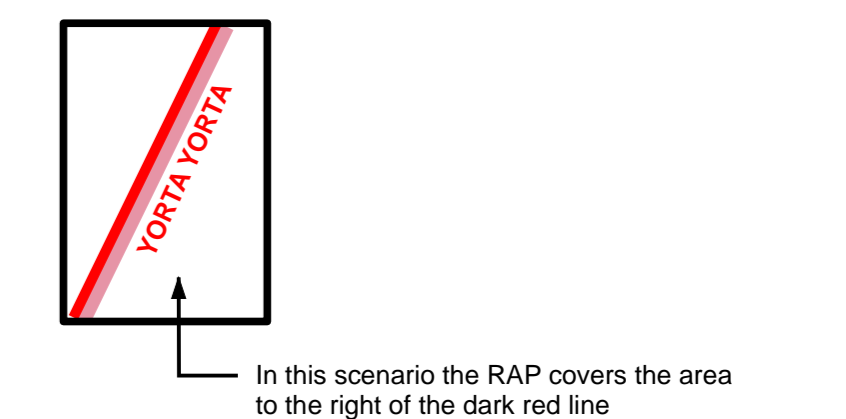 YORTA YORTA
In this scenario the RAP covers the area
to the right of the dark red line